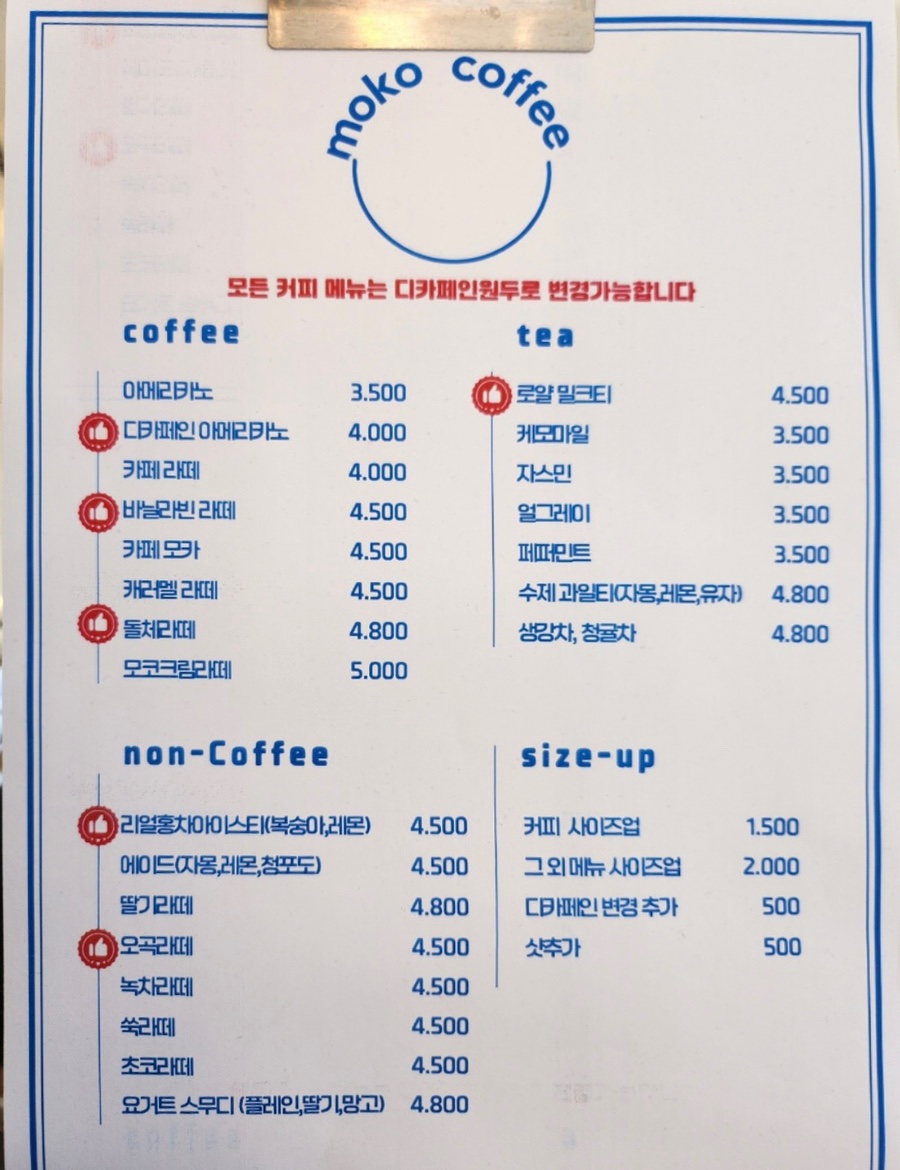 moko coffee
모든 커피 메뉴는 디카페인원두로 변경가능합니다
coffee
아메리카노 3.500
디카페인 아메리카노 4.000
카페 라떼 4.000
바닐라빈 라떼 4.500
카페 모카 4.500
캐러멜 라떼 4.500
돌체라떼 4.800
모코크림라떼 5.000
tea
로얄 밀크티 4.500
케모마일 3.500
자스민 3.500
얼그레이 3.500
페퍼민트 3.500
수제 과일티(자몽,레몬,유자) 4.800
생강차, 청귤차 4.800
non-Coffee
리얼홍차아이스티(복숭아,레몬) 4.500
에이드(자몽,레몬,청포도) 4.500
딸기라떼 4.800
오곡라떼 4.500
녹차라떼 4.500
쑥라떼 4.500
초코라떼 4.500
요거트 스무디 (플레인,딸기,망고) 4.800
size-up
커피 사이즈업 1.500
그 외 메뉴 사이즈업 2.000
디카페인 변경 추가 500
샷추가 500